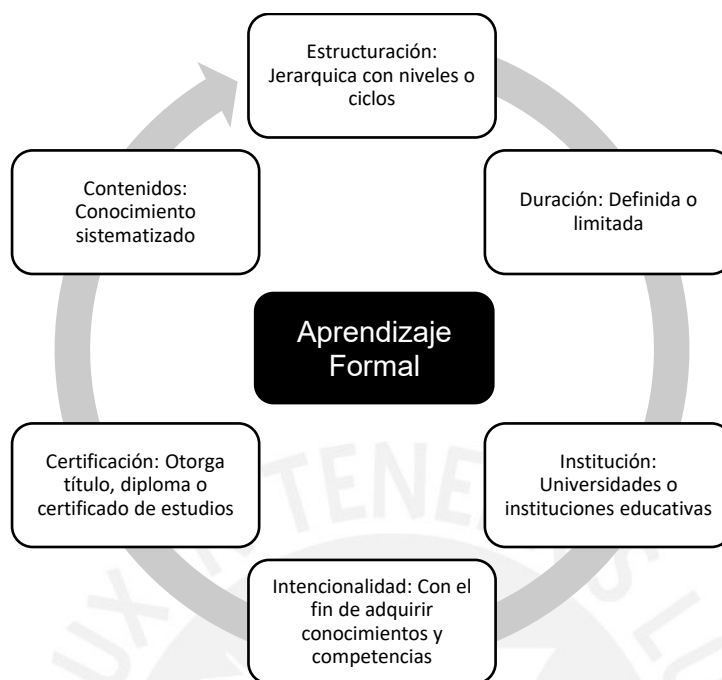 Estructuración:
Jerarquica con niveles o
ciclos
Duración: Definida o
limitada
Institución:
Universidades o
instituciones educativas
Intencionalidad: Con el
fin de adquirir
conocimientos y
competencias
Certificación: Otorga
título, diploma o
certificado de estudios
Contenidos:
Conocimiento
sistematizado
Aprendizaje
Formal